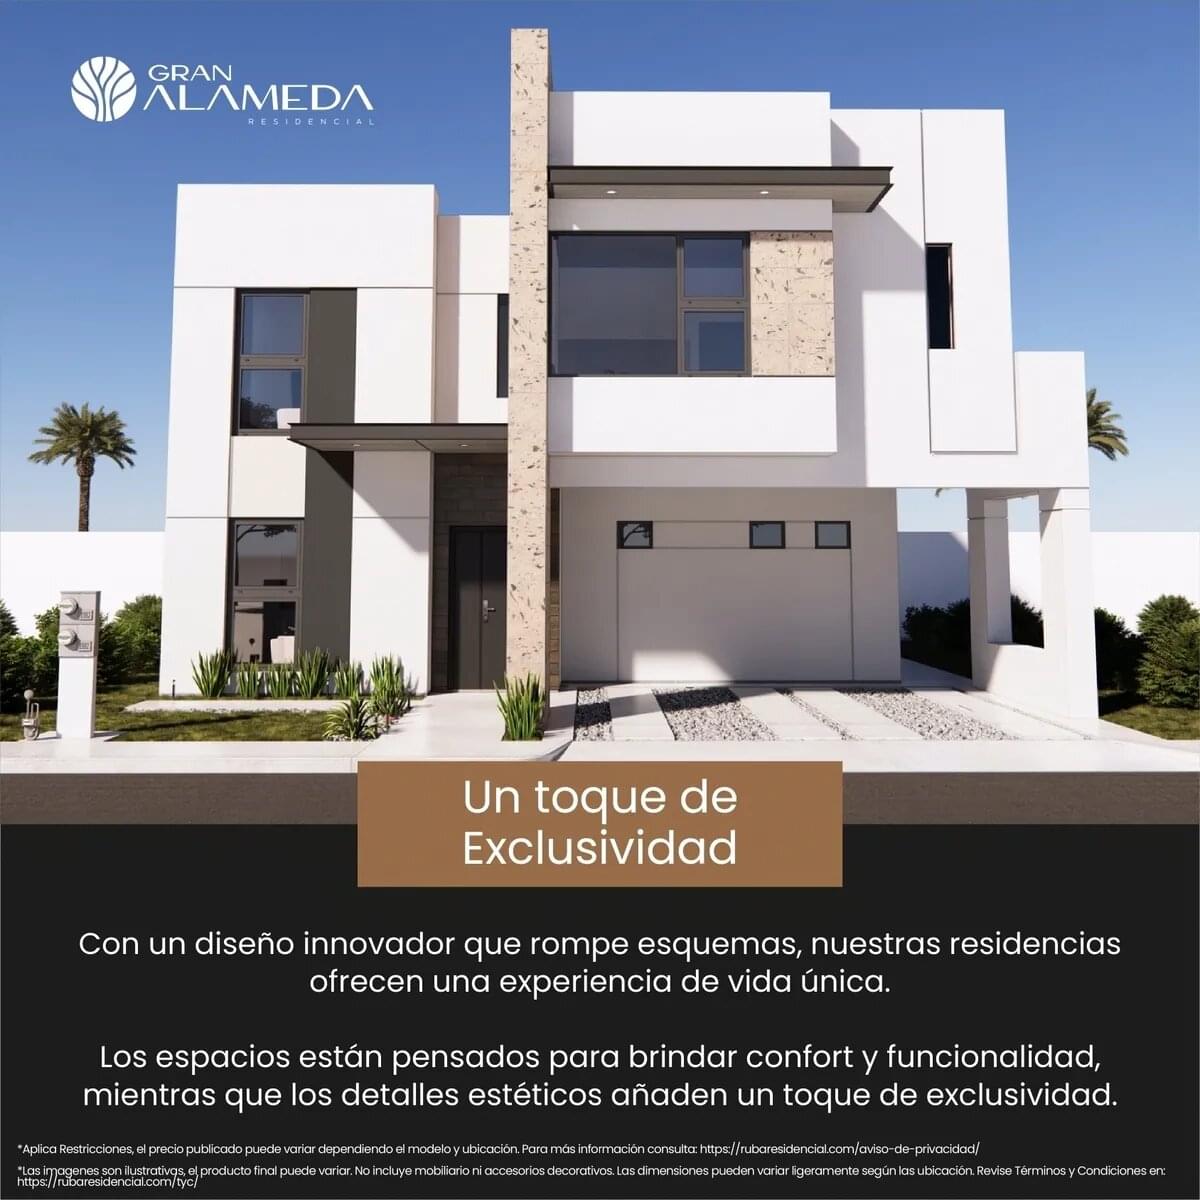 GRAN
ALAMEDA
RESIDENCIAL
Un toque de
Exclusividad
Con un diseño innovador que rompe esquemas, nuestras residencias
ofrecen una experiencia de vida única.
Los espacios están pensados para brindar confort y funcionalidad,
mientras que los detalles estéticos añaden un toque de exclusividad.
*Aplica Restricciones, el precio publicado puede variar dependiendo el modelo y ubicación. Para más información consulta: https://rubaresidencial.com/aviso-de-privacidad/
*Las imagenes son ilustrativas, el producto final puede variar. No incluye mobiliario ni accesorios decorativos. Las dimensiones pueden variar ligeramente según las ubicación. Revise Términos y Condiciones en:
https://rubaresidencial.com/tyc/